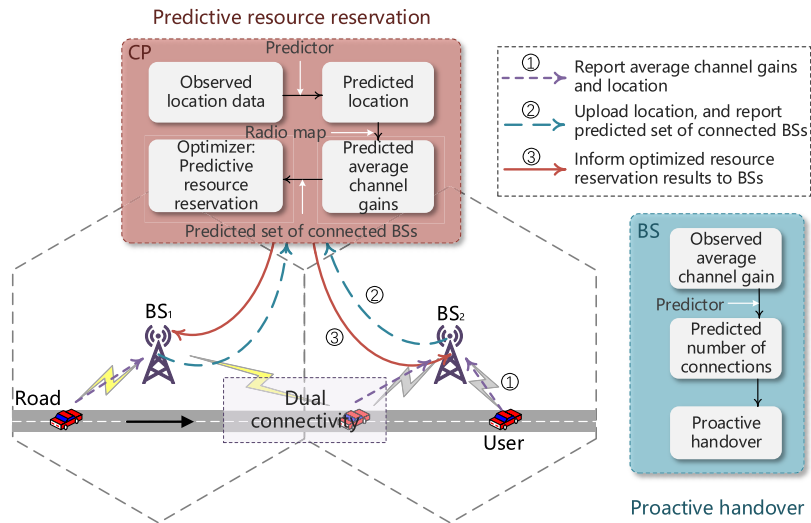 Predictive resource reservation
CP
Predictor
Observed
location data
Predicted
location
Radio map
Optimizer:
Predictive
resource
reservation
Predicted
average
channel
gains
Predicted set of connected BSs
①
Report average channel gains
and location
②
Upload location, and report
predicted set of connected BSs
③
Inform optimized resource
reservation results to BSs
BS
Observed
average
channel gain
Predictor
Predicted
number of
connections
Proactive
handover
Proactive handover
BS1
BS2
②
③
①
Road
Dual
connectivity
User